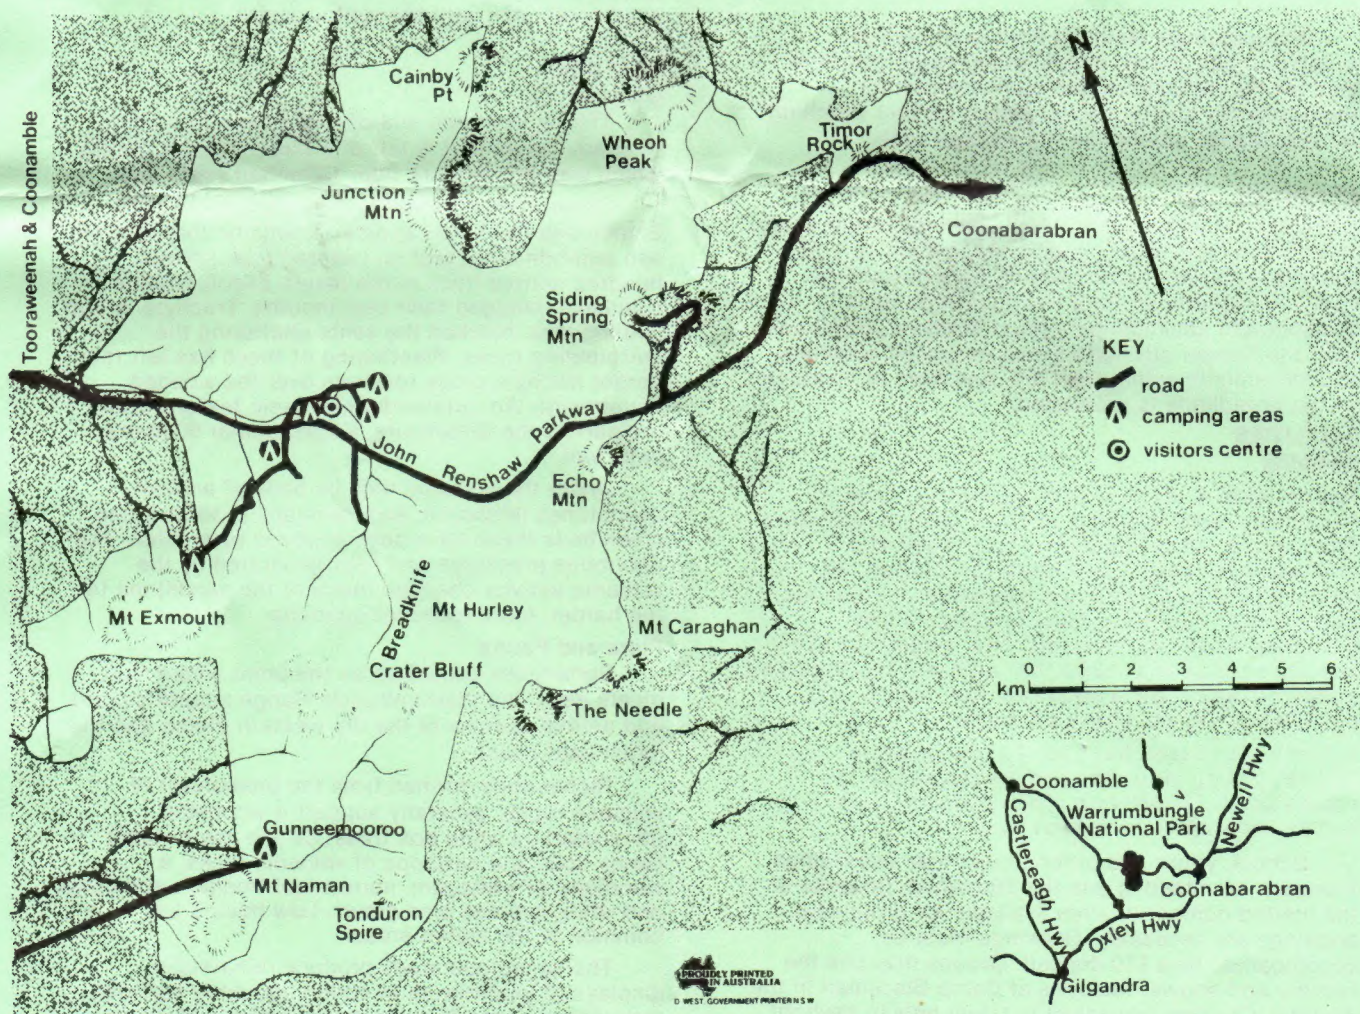 N
Cainby
Pt
Timor
Rock
Wheoh
Peak
Junction
Mtn
Coonabarabran
Tooraweenah & Coonamble
Siding
Spring
Mtn
KEY
road
camping areas
visitors centre
John Renshaw Parkway
Echo
Mtn
Mt Exmouth
Breadknife
Mt Hurley
Mt Caraghan
Crater Bluff
The Needle
km 0 1 2 3 4 5 6
Gunneemooroo
Mt Naman
Tonduron
Spire
Coonamble
Warrumbungle
National Park
Newell Hwy
Castlereagh Hwy
Coonabarabran
Oxley Hwy
Gilgandra
PROUDLY PRINTED
IN AUSTRALIA
D WEST GOVERNMENT PRINTER N S W